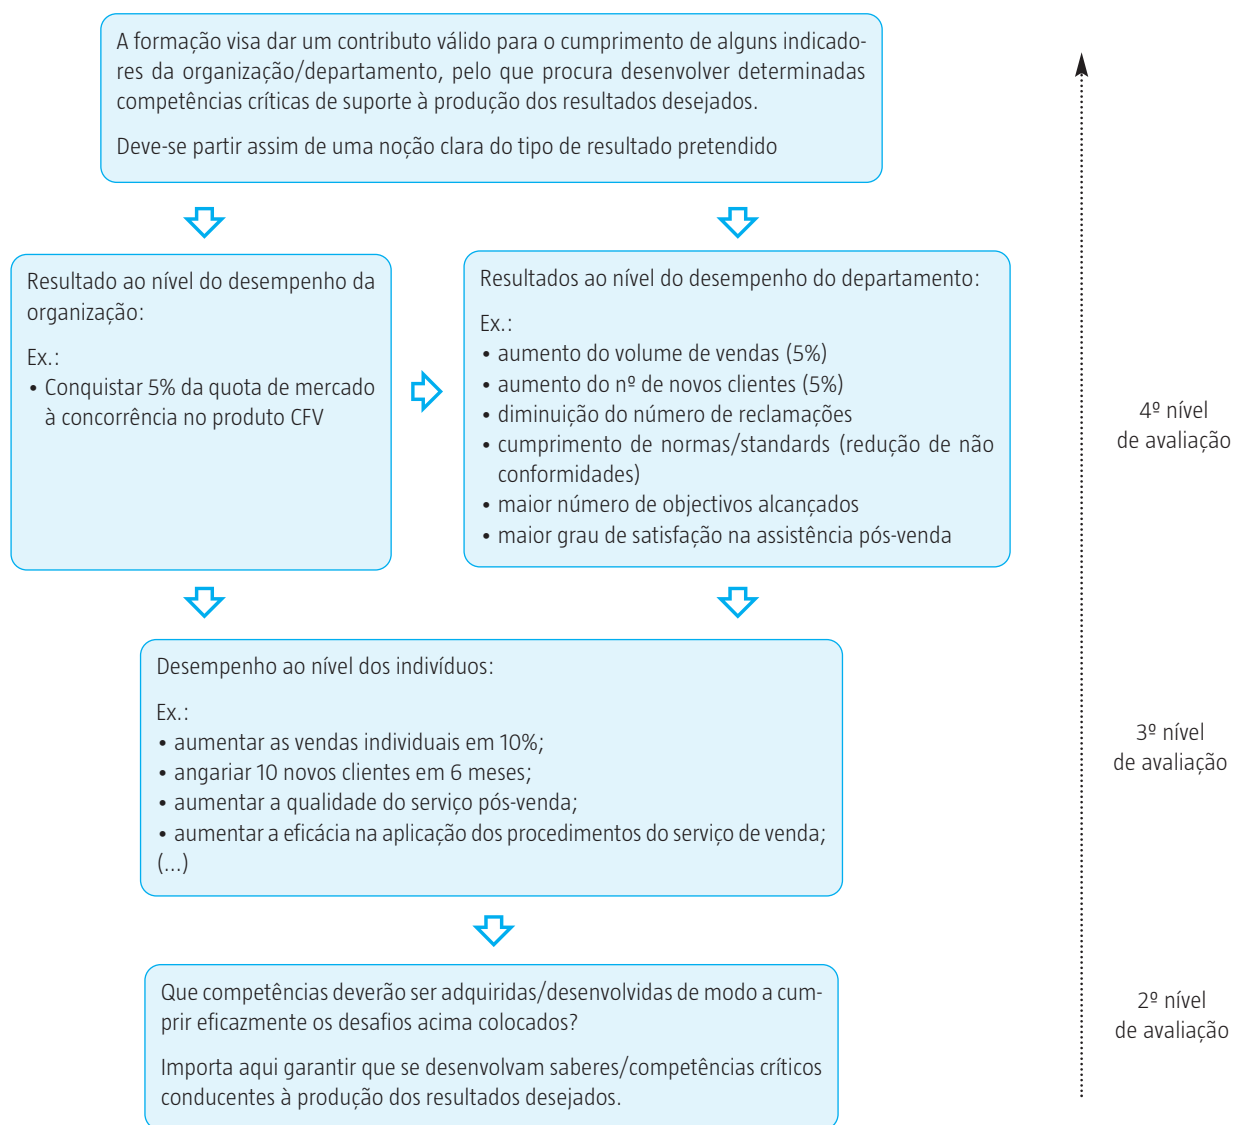 A formação visa dar um contributo válido para o cumprimento de alguns indicado-
res da organização/departamento, pelo que procura desenvolver determinadas
competências críticas de suporte à produção dos resultados desejados.
Deve-se partir assim de uma noção clara do tipo de resultado pretendido
Resultado ao nível do desempenho da
organização:
Ex.:
• Conquistar 5% da quota de mercado
à concorrência no produto CFV
Resultados ao nível do desempenho do departamento:
Ex.:
• aumento do volume de vendas (5%)
• aumento do nº de novos clientes (5%)
• diminuição do número de reclamações
• cumprimento de normas/standards (redução de não
conformidades)
• maior número de objectivos alcançados
• maior grau de satisfação na assistência pós-venda
4º nível
de avaliação
Desempenho ao nível dos indivíduos:
Ex.:
• aumentar as vendas individuais em 10%;
• angariar 10 novos clientes em 6 meses;
• aumentar a qualidade do serviço pós-venda;
• aumentar a eficácia na aplicação dos procedimentos do serviço de venda;
(...)
3º nível
de avaliação
Que competências deverão ser adquiridas/desenvolvidas de modo a cum-
prir eficazmente os desafios acima colocados?
Importa aqui garantir que se desenvolvam saberes/competências críticos
conducentes à produção dos resultados desejados.
2º nível
de avaliação